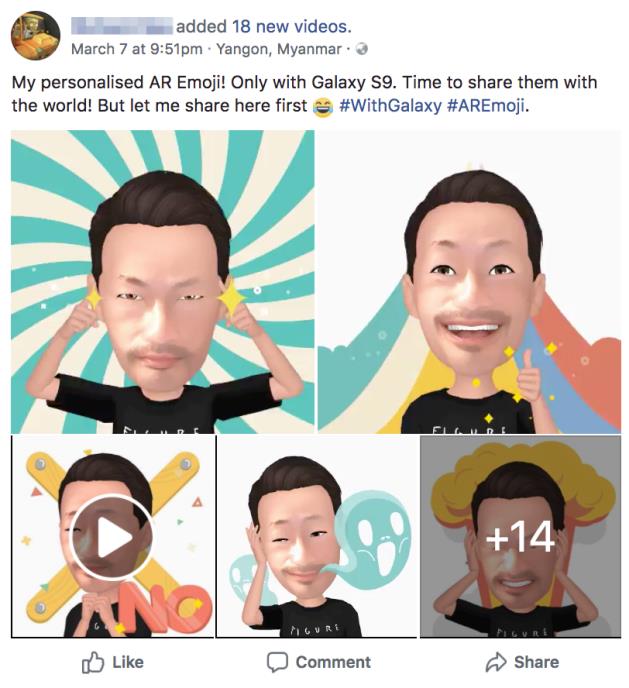 added 18 new videos.
March 7 at 9:51pm · Yangon, Myanmar ·
My personalised AR Emoji! Only with Galaxy S9. Time to share them with
the world! But let me share here first 😂 #WithGalaxy #AREmoji.
FIGURE
FIGURE
NO
FIGURE
+14
FIGURE
Like Comment Share